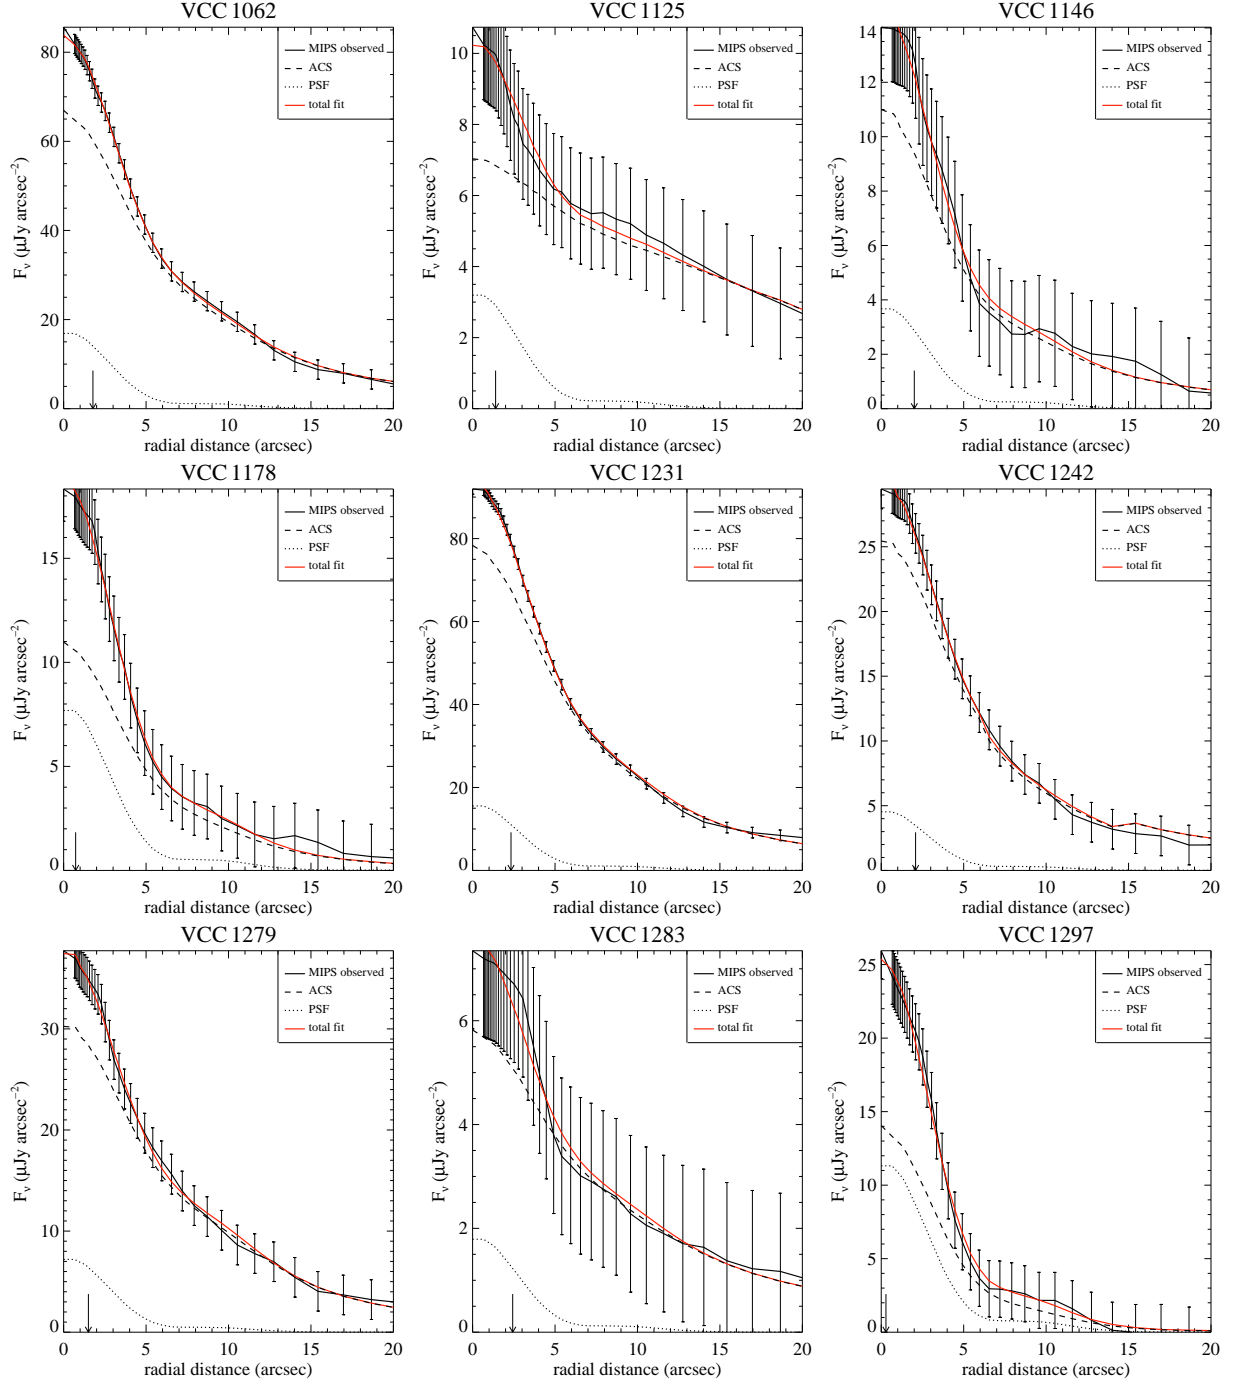 VCC 1062
F_ν (μJy arcsec⁻²)
80
60
40
20
0
MIPS observed
ACS
PSF
total fit
0 5 10 15 20
radial distance (arcsec)
VCC 1125
F_ν (μJy arcsec⁻²)
10
8
6
4
2
0
MIPS observed
ACS
PSF
total fit
0 5 10 15 20
radial distance (arcsec)
VCC 1146
F_ν (μJy arcsec⁻²)
14
12
10
8
6
4
2
0
MIPS observed
ACS
PSF
total fit
0 5 10 15 20
radial distance (arcsec)
VCC 1178
F_ν (μJy arcsec⁻²)
15
10
5
0
MIPS observed
ACS
PSF
total fit
0 5 10 15 20
radial distance (arcsec)
VCC 1231
F_ν (μJy arcsec⁻²)
80
60
40
20
0
MIPS observed
ACS
PSF
total fit
0 5 10 15 20
radial distance (arcsec)
VCC 1242
F_ν (μJy arcsec⁻²)
25
20
15
10
5
0
MIPS observed
ACS
PSF
total fit
0 5 10 15 20
radial distance (arcsec)
VCC 1279
F_ν (μJy arcsec⁻²)
30
20
10
0
MIPS observed
ACS
PSF
total fit
0 5 10 15 20
radial distance (arcsec)
VCC 1283
F_ν (μJy arcsec⁻²)
6
4
2
0
MIPS observed
ACS
PSF
total fit
0 5 10 15 20
radial distance (arcsec)
VCC 1297
F_ν (μJy arcsec⁻²)
25
20
15
10
5
0
MIPS observed
ACS
PSF
total fit
0 5 10 15 20
radial distance (arcsec)